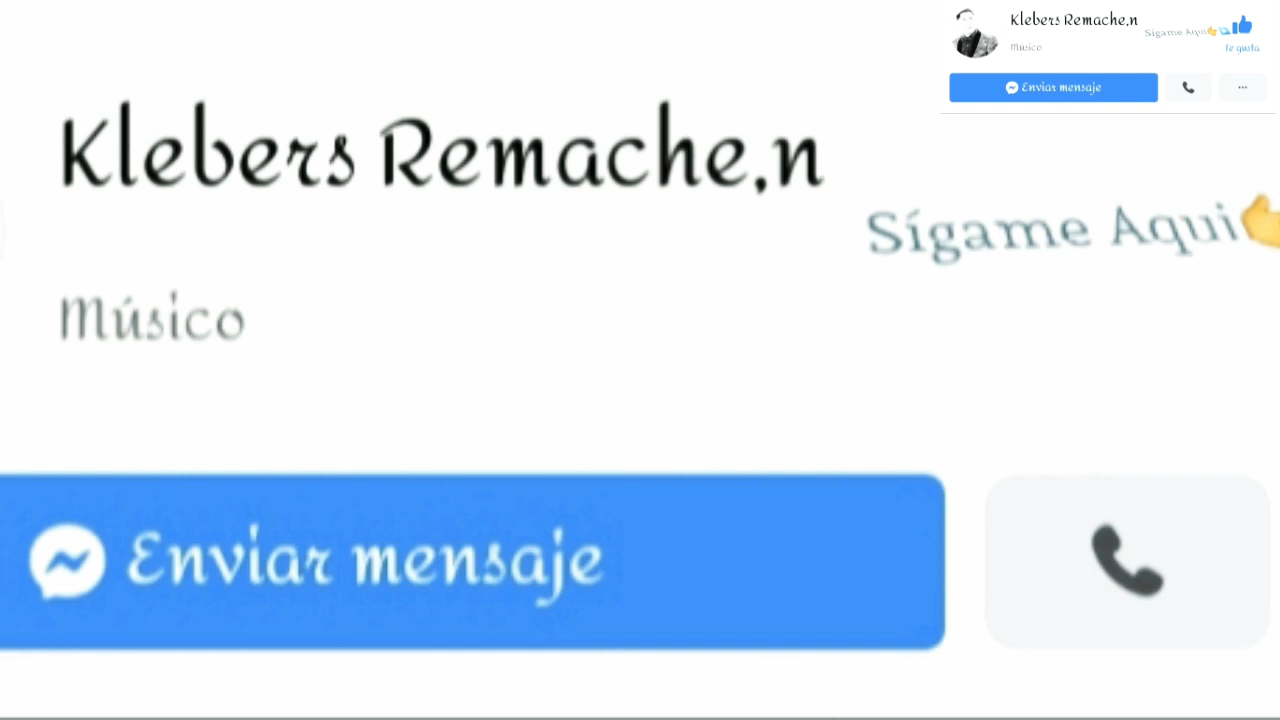 Klebers Remache.n
Sígame Aqui
Te gusta
Músico
Enviar mensaje
Klebers Remache.n
Sígame Aqui
Músico
Enviar mensaje